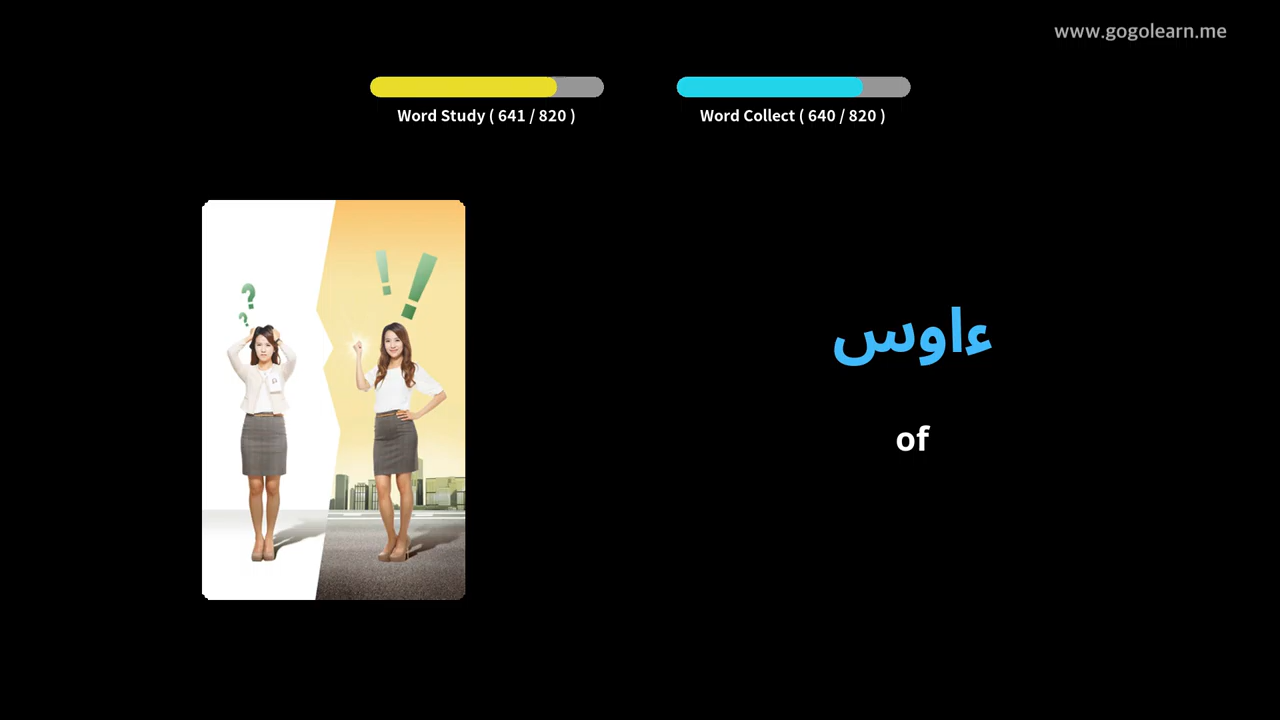 www.gogolearn.me
Word Study ( 641 / 820 )
Word Collect ( 640 / 820 )
? ?
! !
ءاوس
of